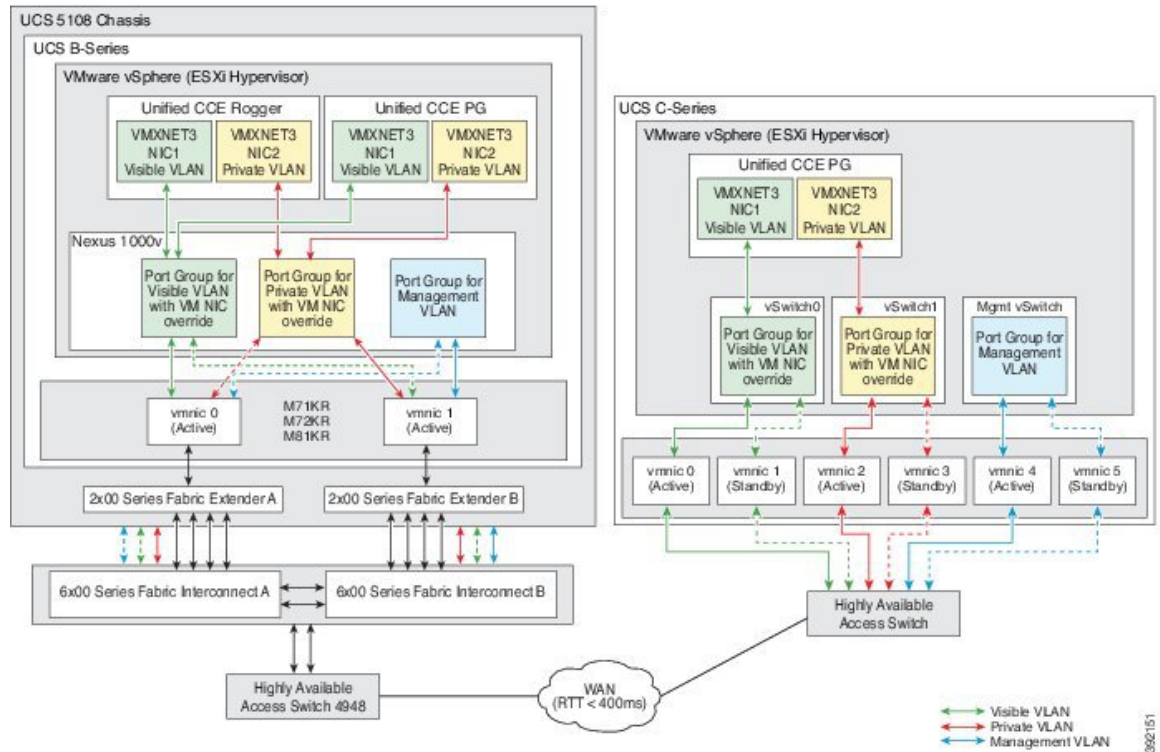 UCS 5108 Chassis
UCS B-Series
VMware vSphere (ESXi Hypervisor)
Unified CCE Rogger
VMXNET3
NIC1
Visible VLAN
VMXNET3
NIC2
Private VLAN
Unified CCE PG
VMXNET3
NIC1
Visible VLAN
VMXNET3
NIC2
Private VLAN
Nexus 1000v
Port Group for
Visible VLAN
with VM NIC
override
Port Group for
Private VLAN
with VM NIC
override
Port Group for
Management
VLAN
vmnic 0
(Active)
M71KR
M72KR
M81KR
vmnic 1
(Active)
2x00 Series Fabric Extender A
2x00 Series Fabric Extender B
6x00 Series Fabric Interconnect A
6x00 Series Fabric Interconnect B
Highly Available
Access Switch 4948
WAN
(RTT < 400ms)
UCS C-Series
VMware vSphere (ESXi Hypervisor)
Unified CCE PG
VMXNET3
NIC1
Visible VLAN
VMXNET3
NIC2
Private VLAN
vSwitch0
Port Group for
Visible VLAN
with VM NIC
override
vSwitch1
Port Group for
Private VLAN
with VM NIC
override
Mgmt vSwitch
Port Group for
Management
VLAN
vmnic 0
(Active)
vmnic 1
(Standby)
vmnic 2
(Active)
vmnic 3
(Standby)
vmnic 4
(Active)
vmnic 5
(Standby)
Highly Available
Access Switch
Visible VLAN
Private VLAN
Management VLAN
392151